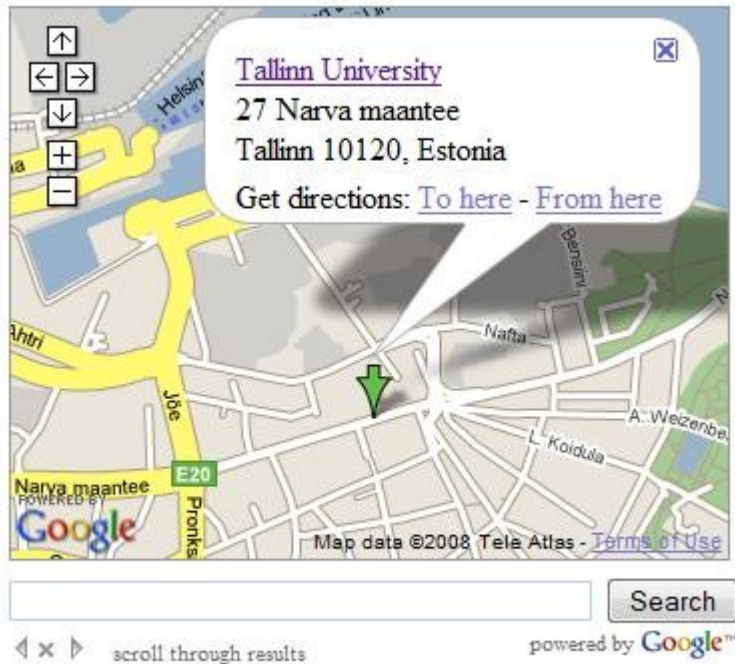 Tallinn University
27 Narva maantee
Tallinn 10120, Estonia
Get directions: To here - From here
Helsin
a
Bensiini
Ahtri
Nafta
Jõe
A. Weizenbe
L. Koidula
E20
Narva maantee
POWERED BY
Google
Pronks
Map data ©2008 Tele Atlas - Terms of Use
Search
scroll through results
powered by Google™